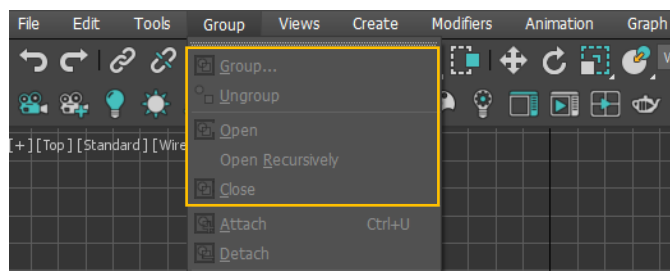 File Edit Tools Group Views Create Modifiers Animation Graph
Group...
Ungroup
Open
[+] [Top] [Standard] [Wire
Open Recursively
Close
Attach Ctrl+U
Detach